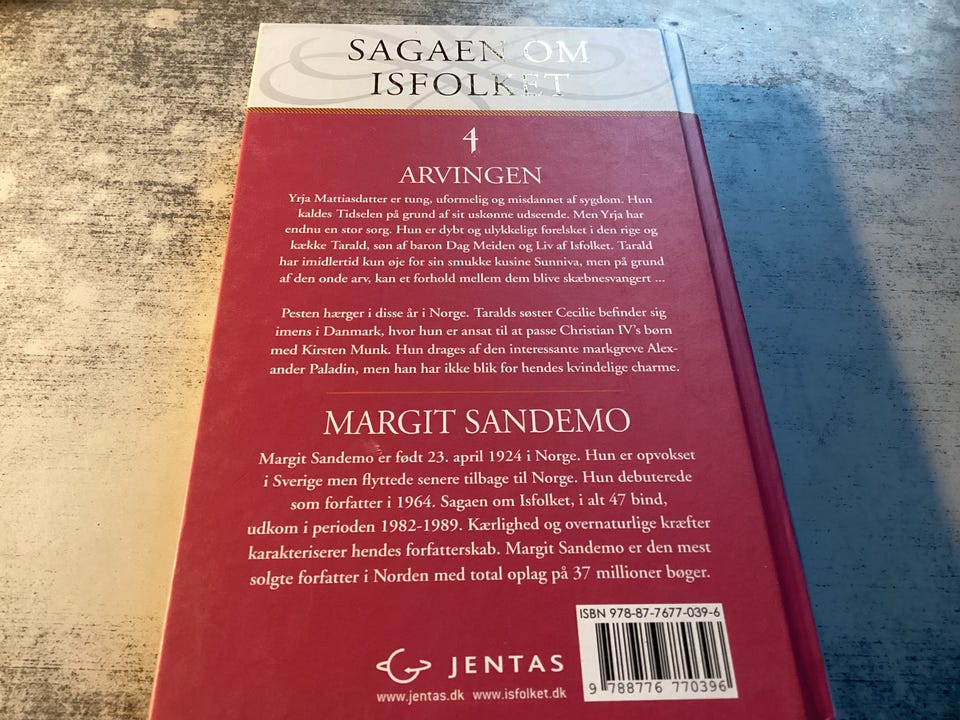 SAGAEN OM
ISFOLKET
4
ARVINGEN
Yrja Mattiasdatter er tung, uformelig og misdannet af sygdom. Hun
kaldes Tidselen på grund af sit uskønne udseende. Men Yrja har
endnu en stor sorg. Hun er dybt og ulykkeligt forelsket i den rige og
kække Tarald, søn af baron Dag Meiden og Liv af Isfolket. Tarald
har imidlertid kun øje for sin smukke kusine Sunniva, men på grund
af den onde arv, kan et forhold mellem dem blive skæbnesvangert ...
Pesten hærger i disse år i Norge. Taralds søster Cecilie befinder sig
imens i Danmark, hvor hun er ansat til at passe Christian IV's børn
med Kirsten Munk. Hun drages af den interessante markgreve Alex-
ander Paladin, men han har ikke blik for hendes kvindelige charme.
MARGIT SANDEMO
Margit Sandemo er født 23. april 1924 i Norge. Hun er opvokset
i Sverige men flyttede senere tilbage til Norge. Hun debuterede
som forfatter i 1964. Sagaen om Isfolket, i alt 47 bind,
udkom i perioden 1982-1989. Kærlighed og overnaturlige kræfter
karakteriserer hendes forfatterskab. Margit Sandemo er den mest
solgte forfatter i Norden med total oplag på 37 millioner bøger.
ISBN 978-87-7677-039-6
JENTAS
www.jentas.dk www.isfolket.dk
9 788776 770396